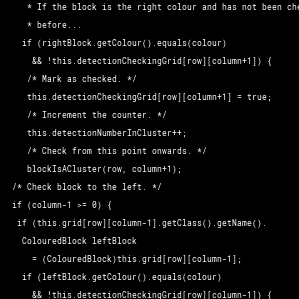 * If the block is the right colour and has not been
* before...
if (rightBlock.getColour().equals(colour)
&& !this.detectionCheckingGrid[row][column+1]) {
/* Mark as checked. */
this.detectionCheckingGrid[row][column+1] = true;
/* Increment the counter. */
this.detectionNumberInCluster++;
/* Check from this point onwards. */
blockIsACluster(row, column+1);
/* Check block to the left. */
if (column-1 >= 0) {
if (this.grid[row][column-1].getClass().getName().
ColouredBlock leftBlock
= (ColouredBlock)this.grid[row][column-1];
if (leftBlock.getColour().equals(colour)
&& !this.detectionCheckingGrid[row][column-1]) {